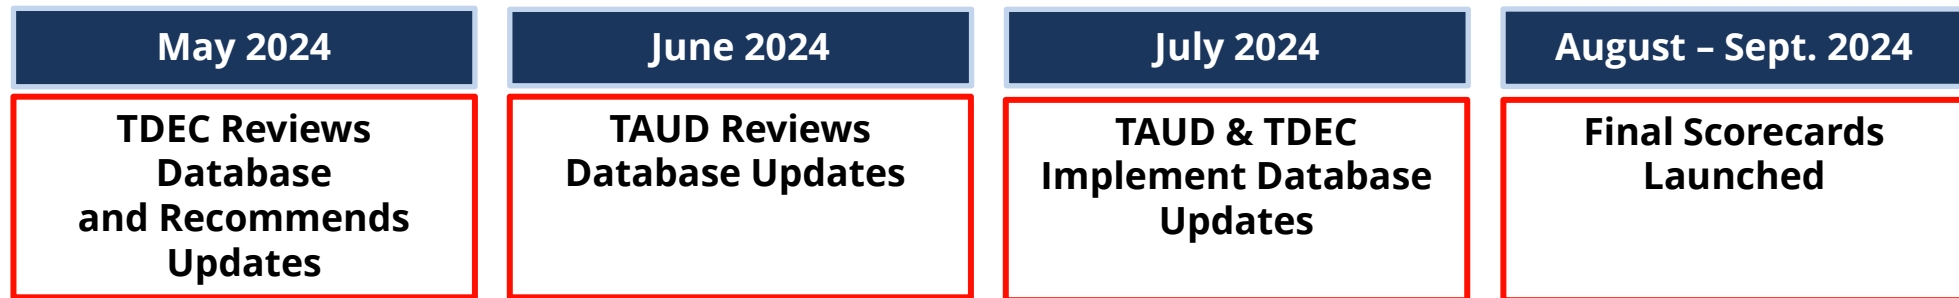 May 2024
TDEC Reviews
Database
and Recommends
Updates
June 2024
TAUD Reviews
Database Updates
July 2024
TAUD & TDEC
Implement Database
Updates
August – Sept. 2024
Final Scorecards
Launched